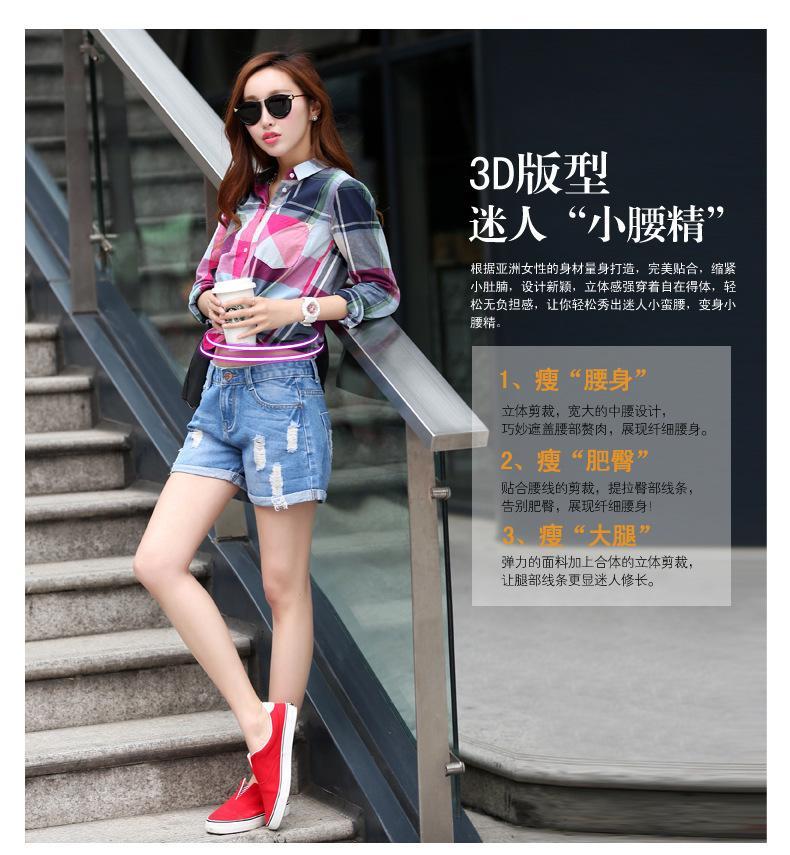 3D版型
迷人“小腰精”
根据亚洲女性的身材量身打造，完美贴合，缩紧
小肚腩，设计新颖，立体感强穿着自在得体，轻
松无负担感，让你轻松秀出迷人小蛮腰，变身小
腰精。
1、瘦“腰身”
立体剪裁，宽大的中腰设计，
巧妙遮盖腰部赘肉，展现纤细腰身。
2、瘦“肥臀”
贴合腰线的剪裁，提拉臀部线条，
告别肥臀，展现纤细腰身！
3、瘦“大腿”
弹力的面料加上合体的立体剪裁，
让腿部线条更显迷人修长。